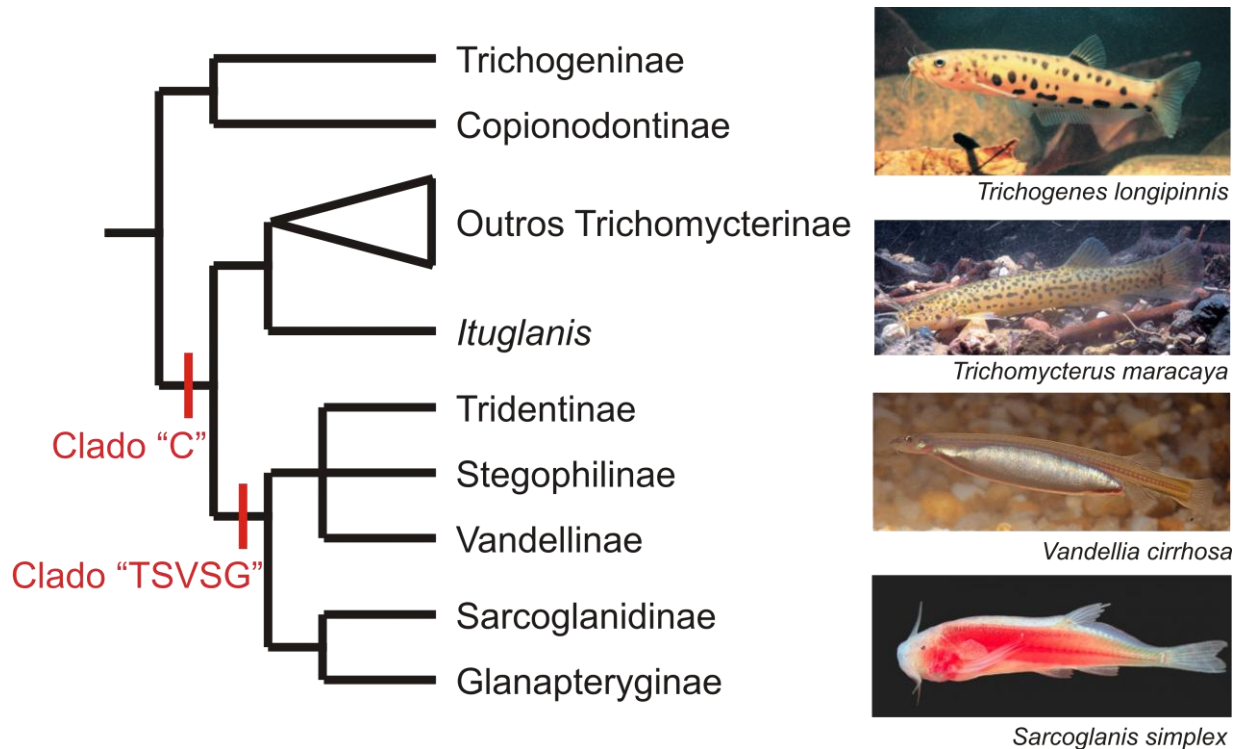 Trichogeninae
Copionodontinae
Outros Trichomycterinae
Ituglanis
Clado “C”
Tridentinae
Stegophilinae
Vandellinae
Clado “TSVSG”
Sarcoglanidinae
Glanapteryginae
Trichogenes longipinnis
Trichomycterus maracaya
Vandellia cirrhosa
Sarcoglanis simplex